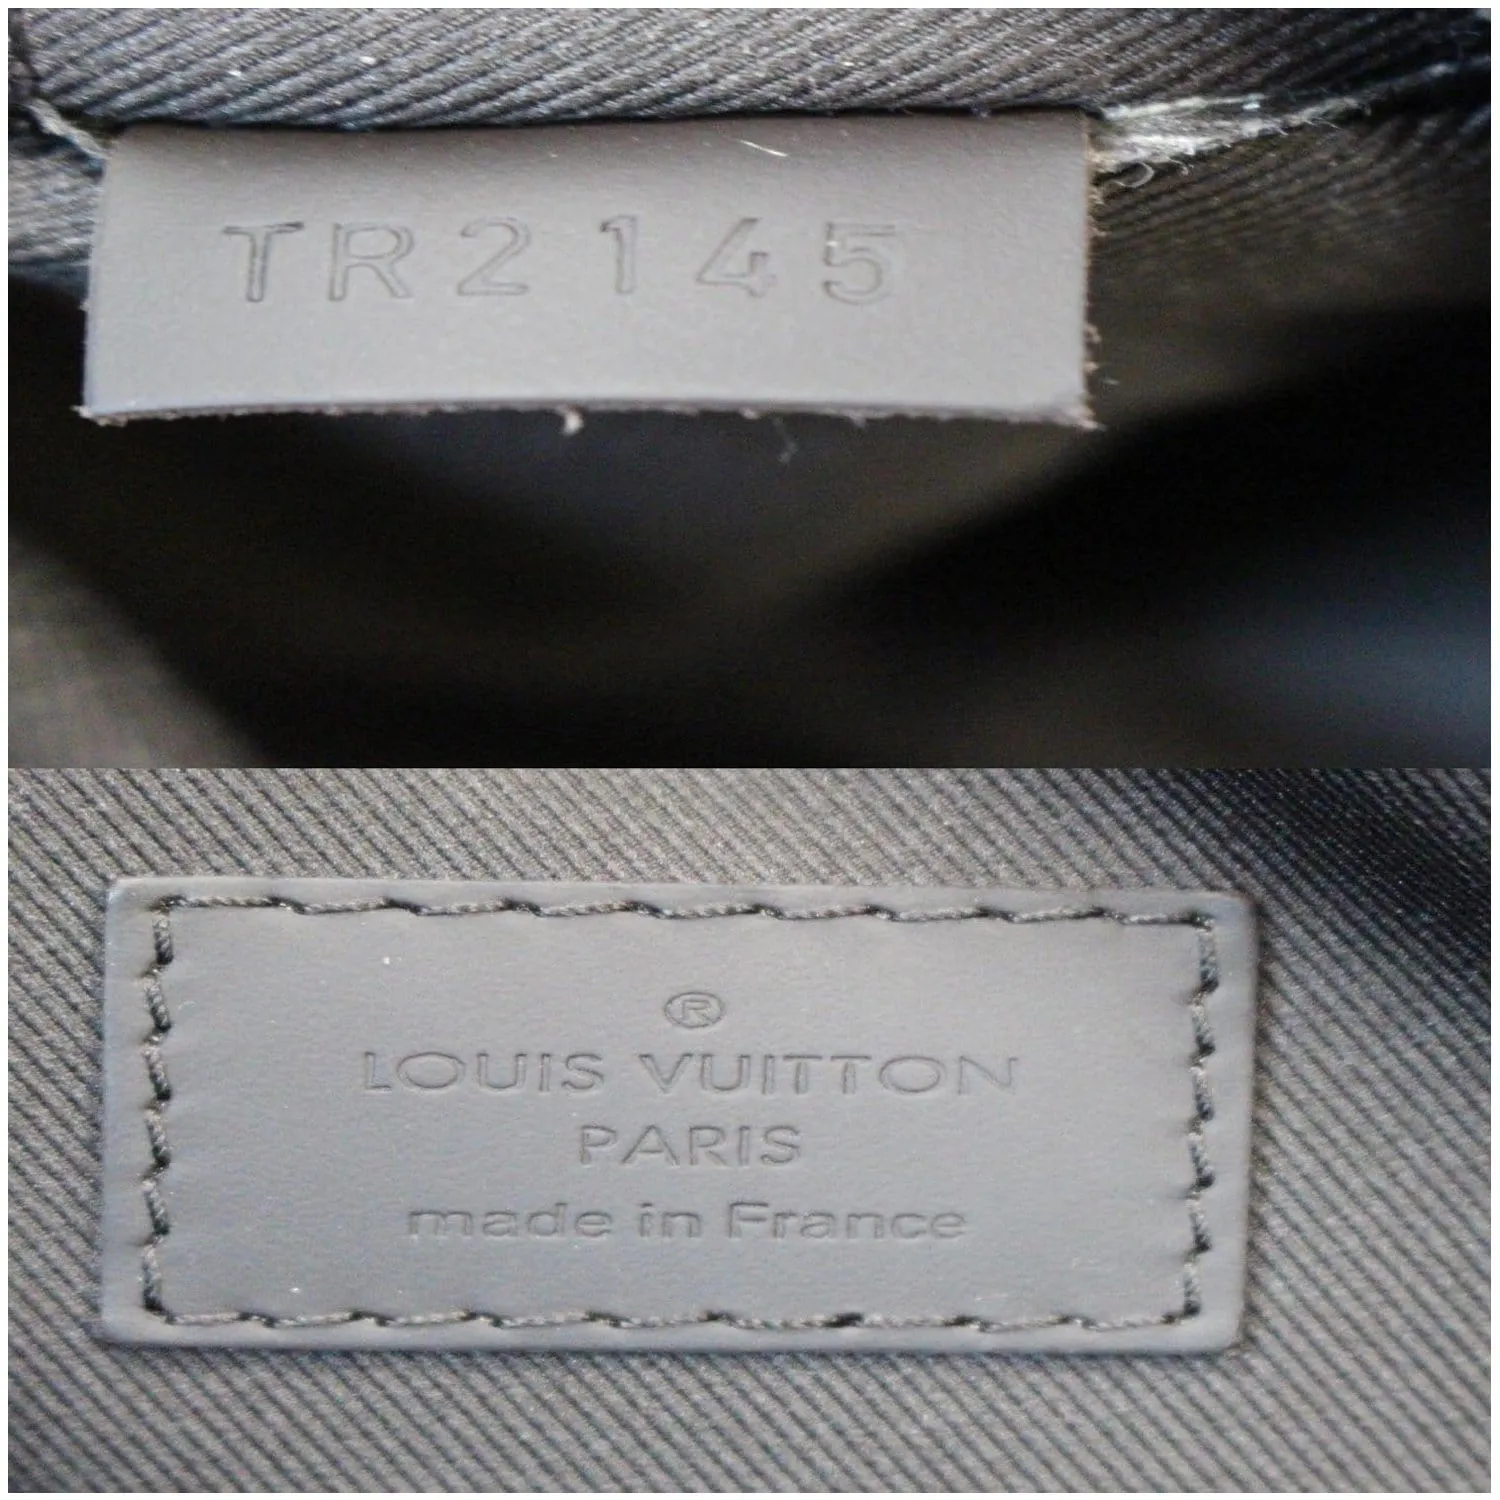 TR2145
®
LOUIS VUITTON
PARIS
made in France